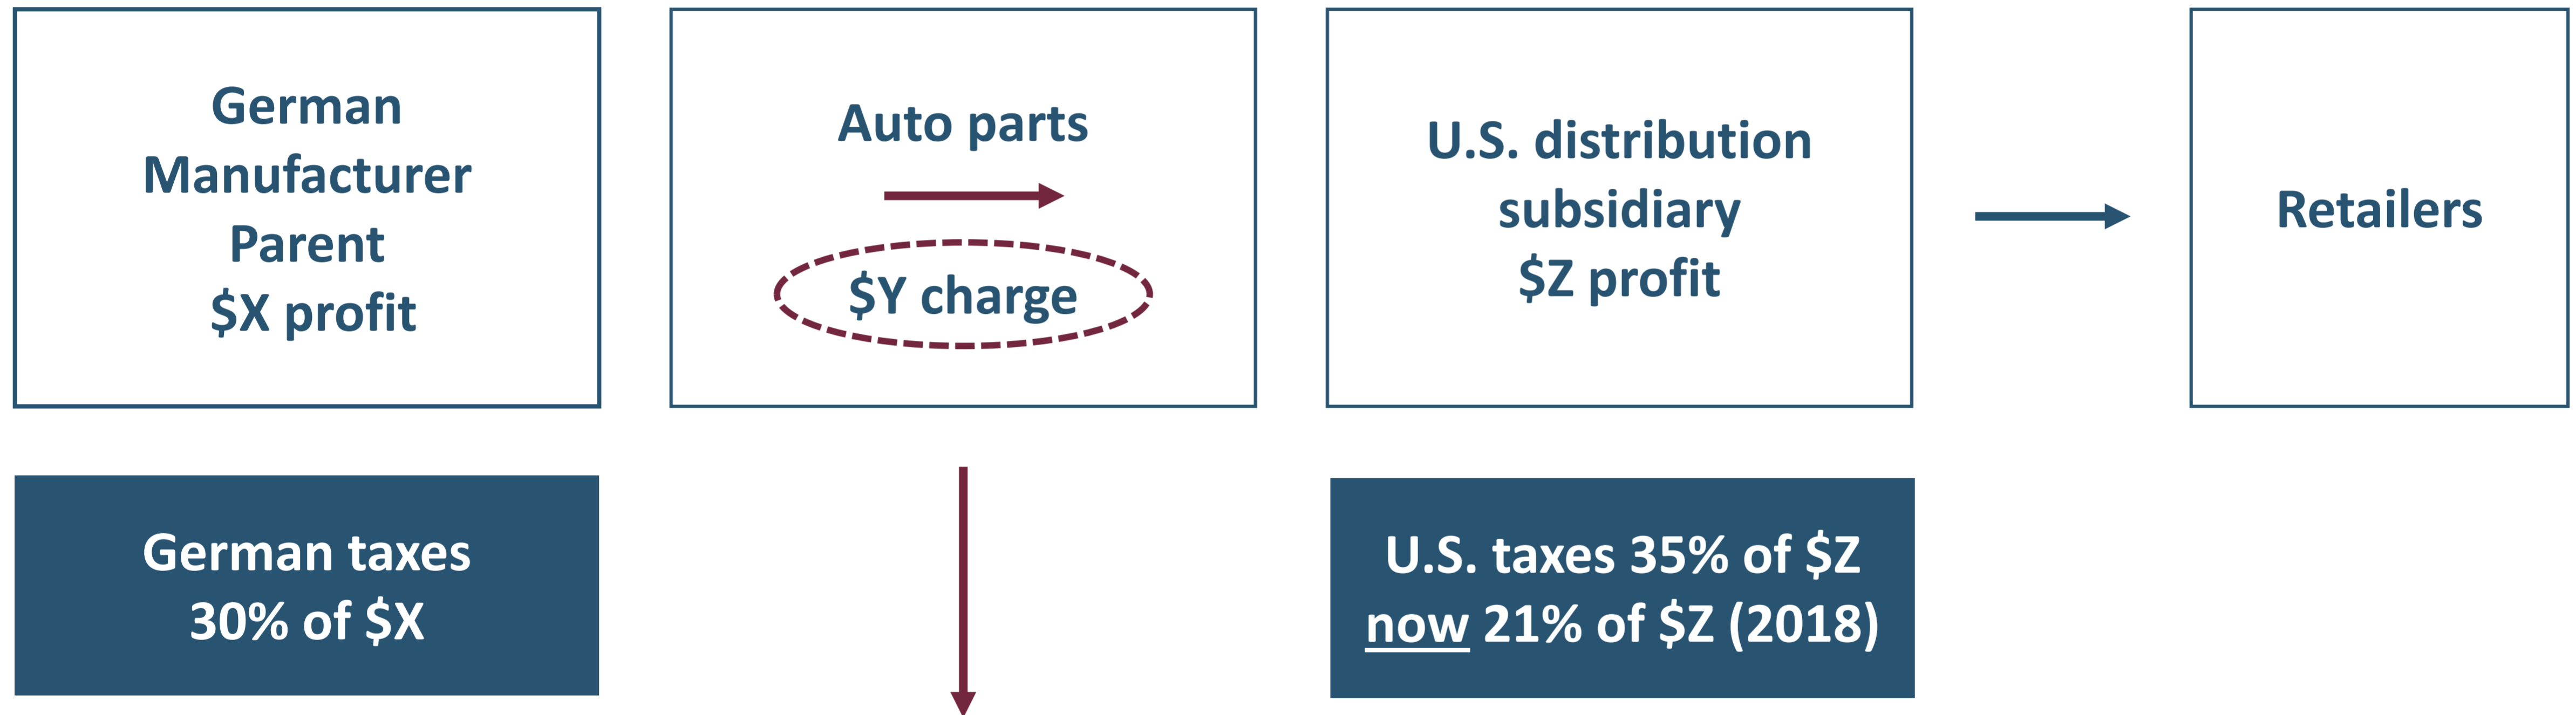 German
Manufacturer
Parent
$X profit
Auto parts
$Y charge
U.S. distribution
subsidiary
$Z profit
Retailers
German taxes
30% of $X
U.S. taxes 35% of $Z
now 21% of $Z (2018)